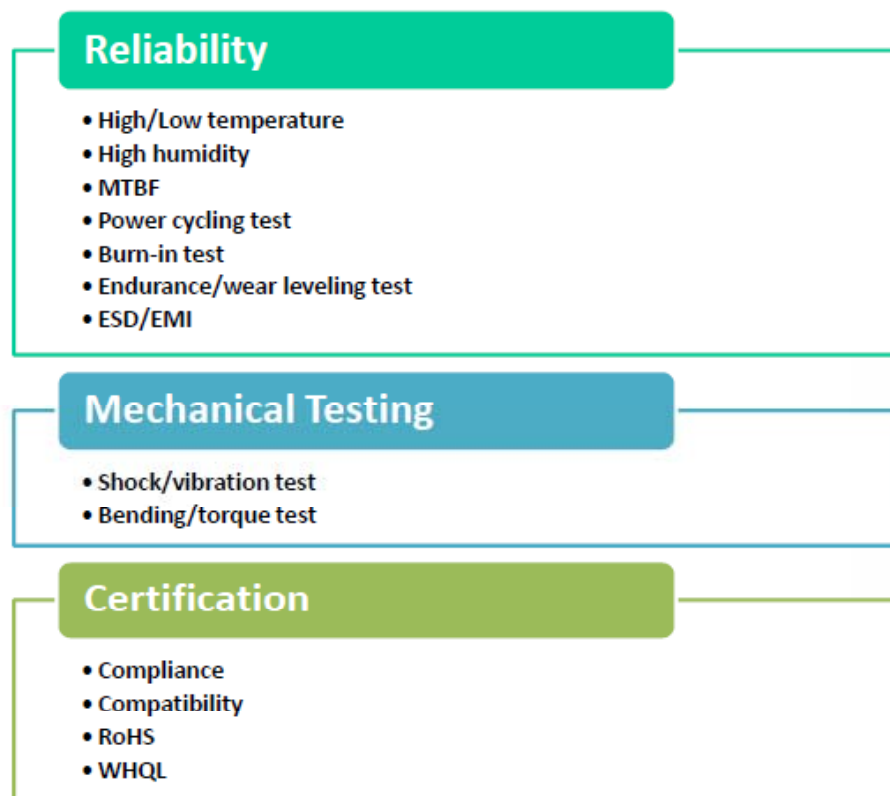 Reliability
• High/Low temperature
• High humidity
• MTBF
• Power cycling test
• Burn-in test
• Endurance/wear leveling test
• ESD/EMI
Mechanical Testing
• Shock/vibration test
• Bending/torque test
Certification
• Compliance
• Compatibility
• RoHS
• WHQL